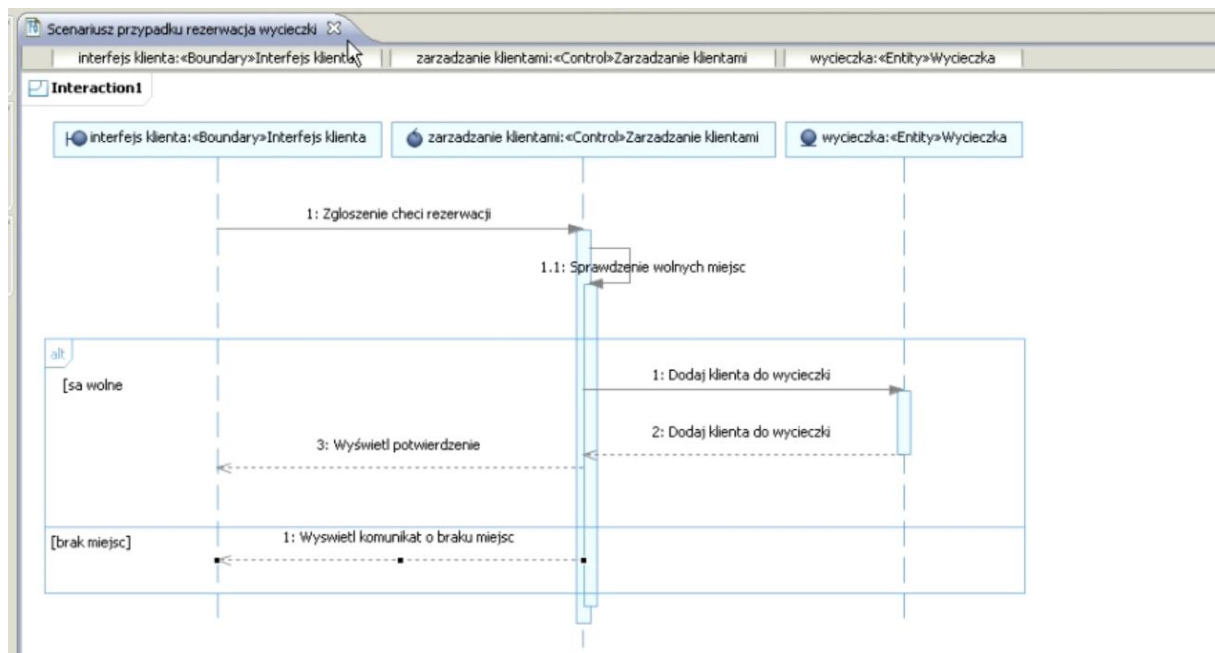 Scenariusz przypadku rezerwacja wycieczki
interfejs klienta:«Boundary»Interfejs klienta
zarzadzanie klientami:«Control»Zarzadzanie klientami
wycieczka:«Entity»Wycieczka
Interaction1
interfejs klienta:«Boundary»Interfejs klienta
zarzadzanie klientami:«Control»Zarzadzanie klientami
wycieczka:«Entity»Wycieczka
1: Zgloszenie checi rezerwacji
1.1: Sprawdzenie wolnych miejsc
alt
[sa wolne
1: Dodaj klienta do wycieczki
2: Dodaj klienta do wycieczki
3: Wyświetl potwierdzenie
[brak miejsc]
1: Wyswietl komunikat o braku miejsc